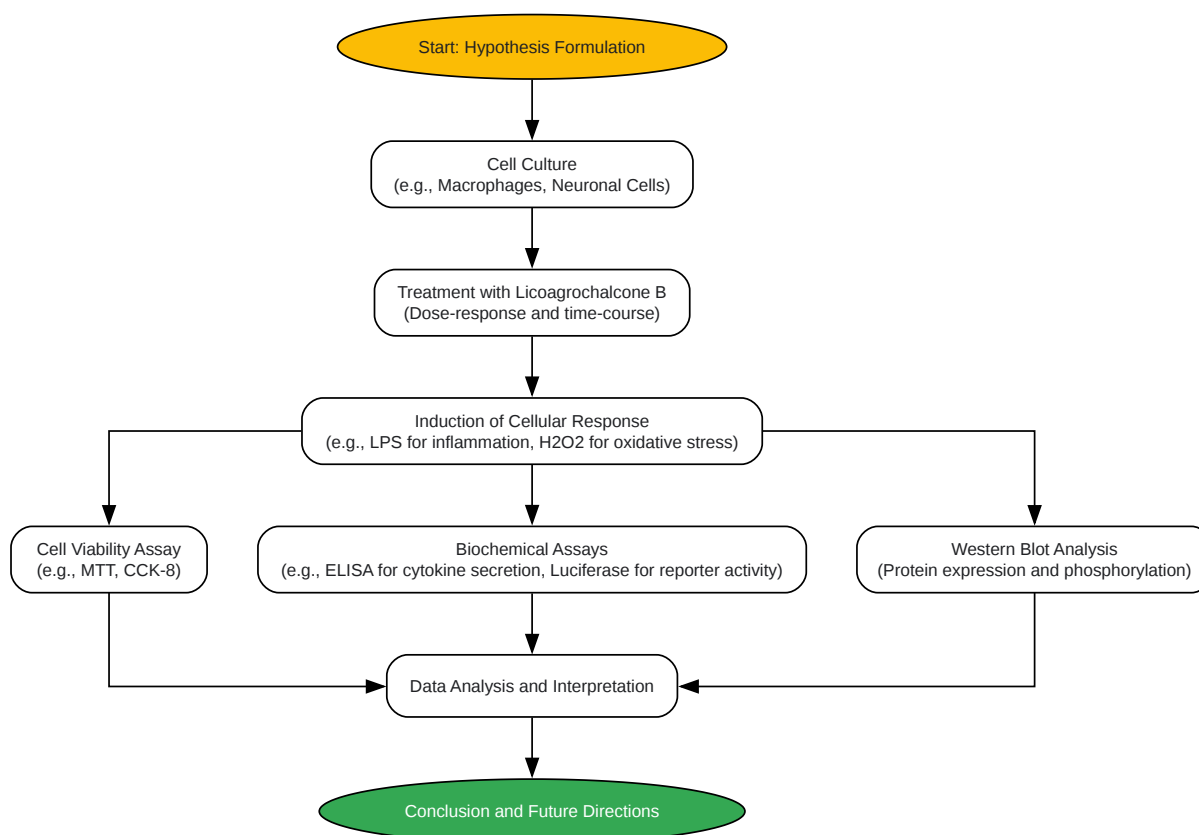 Start: Hypothesis Formulation
Cell Culture
(e.g., Macrophages, Neuronal Cells)
Treatment with Licoagrochalcone B
(Dose-response and time-course)
Induction of Cellular Response
(e.g., LPS for inflammation, H2O2 for oxidative stress)
Cell Viability Assay
(e.g., MTT, CCK-8)
Biochemical Assays
(e.g., ELISA for cytokine secretion, Luciferase for reporter activity)
Western Blot Analysis
(Protein expression and phosphorylation)
Data Analysis and Interpretation
Conclusion and Future Directions